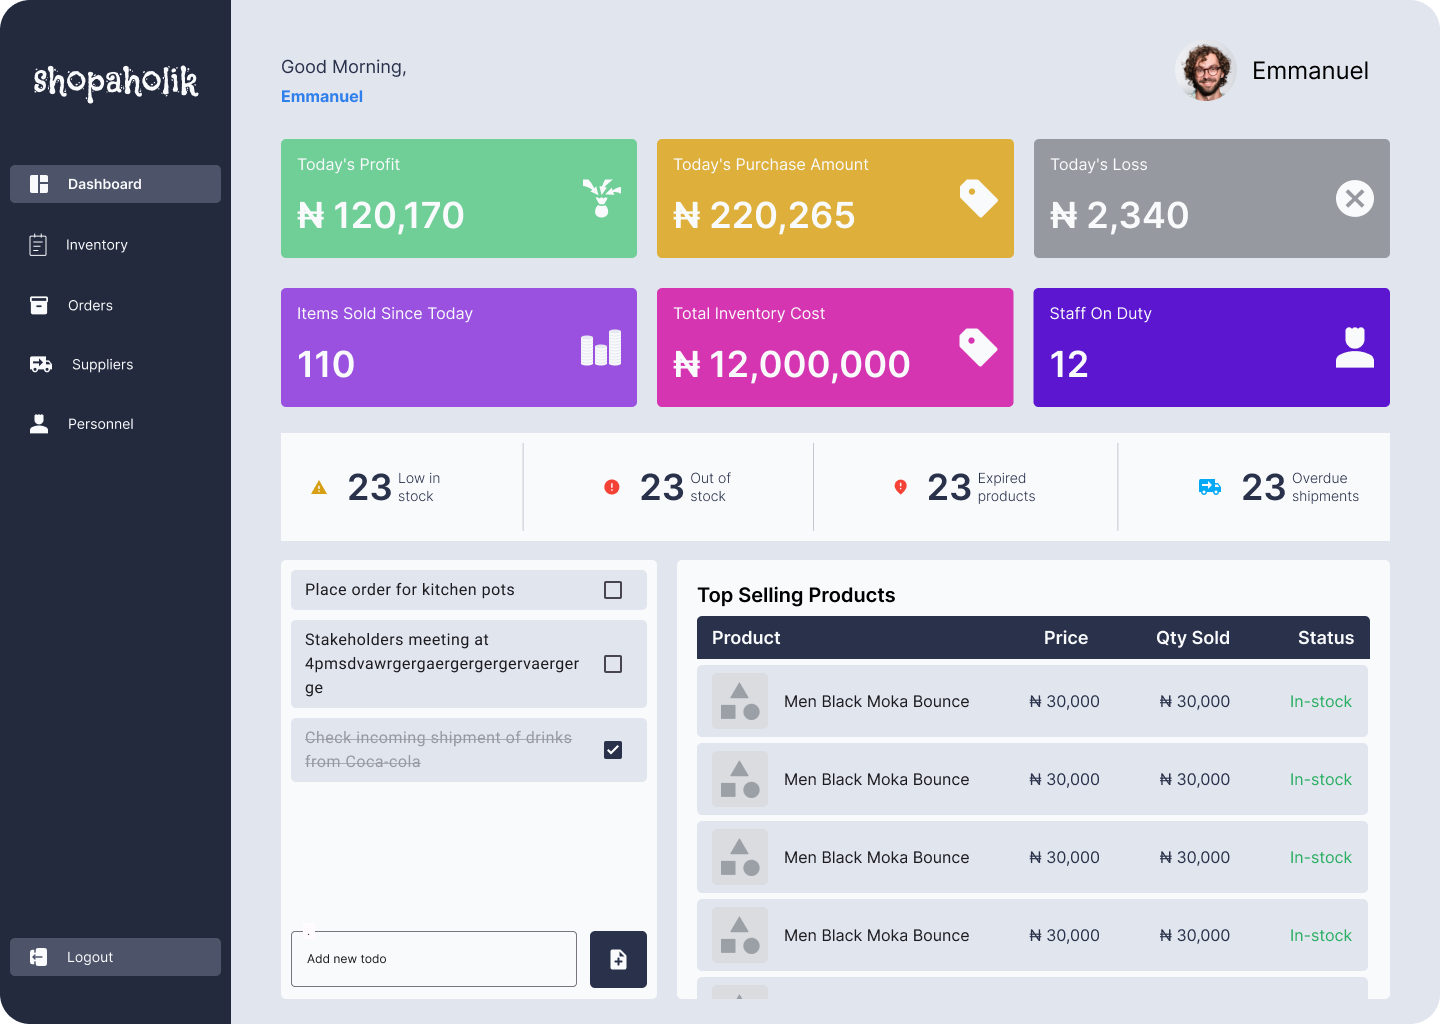 shopaholik
Dashboard
Inventory
Orders
Suppliers
Personnel
Logout
Good Morning,
Emmanuel
Emmanuel
Today's Profit
₦ 120,170
Today's Purchase Amount
₦ 220,265
Today's Loss
₦ 2,340
Items Sold Since Today
110
Total Inventory Cost
₦ 12,000,000
Staff On Duty
12
23 Low in
stock
23 Out of
stock
23 Expired
products
23 Overdue
shipments
Place order for kitchen pots
Stakeholders meeting at
4pmsdvawrgergaergergergervaerger
ge
Check incoming shipment of drinks
from Coca-cola
Add new todo
Top Selling Products
Product Price Qty Sold Status
Men Black Moka Bounce ₦ 30,000 ₦ 30,000 In-stock
Men Black Moka Bounce ₦ 30,000 ₦ 30,000 In-stock
Men Black Moka Bounce ₦ 30,000 ₦ 30,000 In-stock
Men Black Moka Bounce ₦ 30,000 ₦ 30,000 In-stock